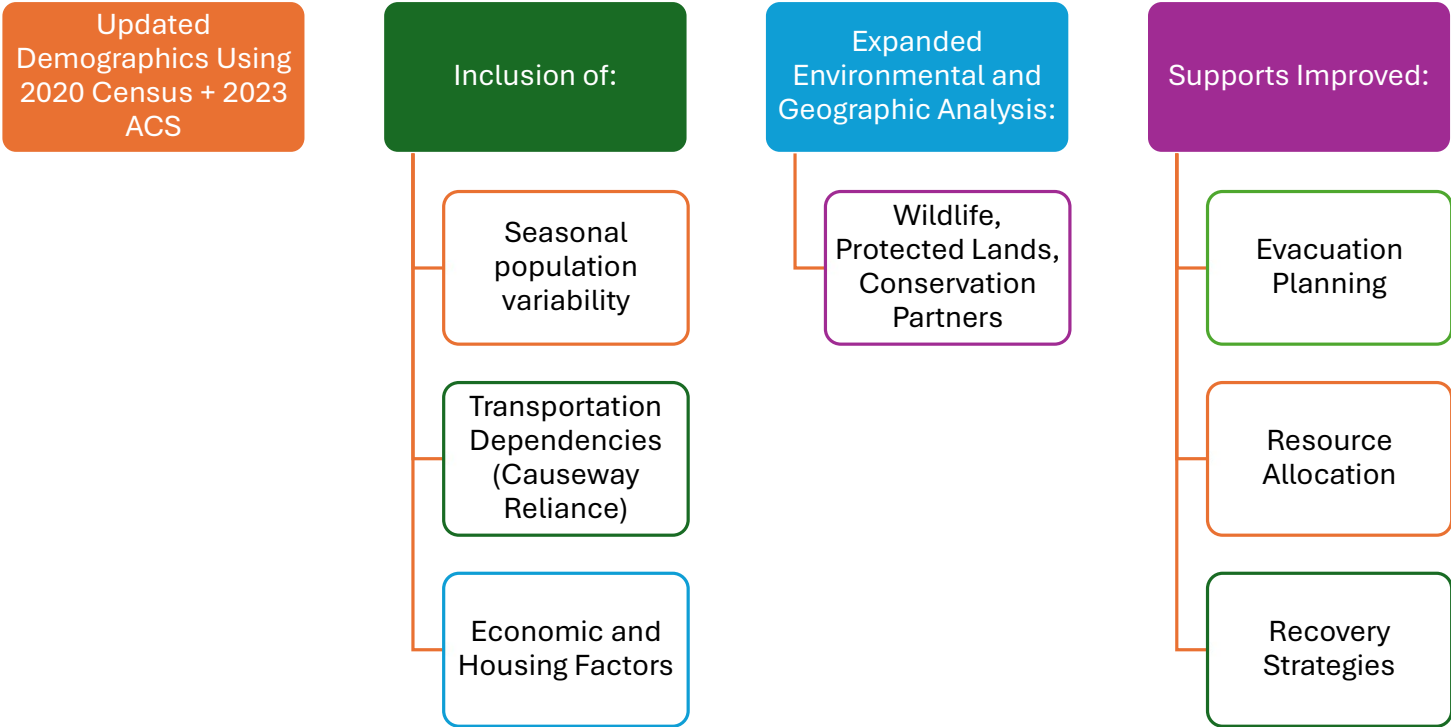 Updated
Demographics Using
2020 Census + 2023
ACS
Inclusion of:
Seasonal
population
variability
Transportation
Dependencies
(Causeway
Reliance)
Economic and
Housing Factors
Expanded
Environmental and
Geographic Analysis:
Wildlife,
Protected Lands,
Conservation
Partners
Supports Improved:
Evacuation
Planning
Resource
Allocation
Recovery
Strategies